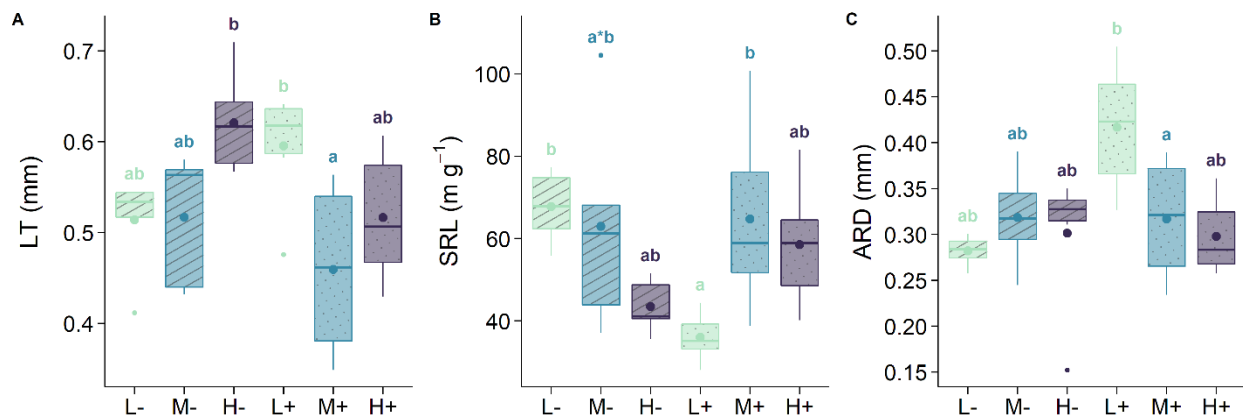 A
LT (mm)
0.7
0.6
0.5
0.4
ab
ab
b
b
a
ab
L-
M-
H-
L+
M+
H+
B
SRL (m g⁻¹)
100
80
60
40
b
a*b
ab
a
b
ab
L-
M-
H-
L+
M+
H+
C
ARD (mm)
0.50
0.45
0.40
0.35
0.30
0.25
0.20
0.15
ab
ab
ab
b
a
ab
L-
M-
H-
L+
M+
H+